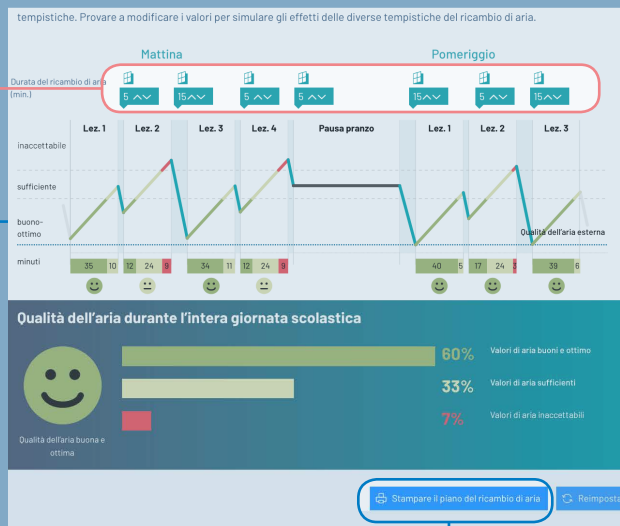 tempistiche. Provare a modificare i valori per simulare gli effetti delle diverse tempistiche del ricambio di aria.
Mattina Pomeriggio
Durata del ricambio di aria
(min.)
5 15 5 5 15 5 15
Lez. 1 Lez. 2 Lez. 3 Lez. 4 Pausa pranzo Lez. 1 Lez. 2 Lez. 3
inaccettabile
sufficiente
buono-
ottimo
Qualità dell'aria esterna
minuti
35 10 12 24 9 34 11 12 24 9 40 5 17 24 3 39 6
Qualità dell'aria durante l'intera giornata scolastica
60% Valori di aria buoni e ottimo
33% Valori di aria sufficienti
7% Valori di aria inaccettabili
Qualità dell'aria buona e
ottima
Stampare il piano del ricambio di aria
Reimposta